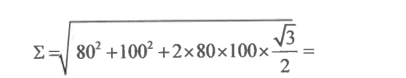 Σ=√(80² +100² +2×80×100×√3/2) =